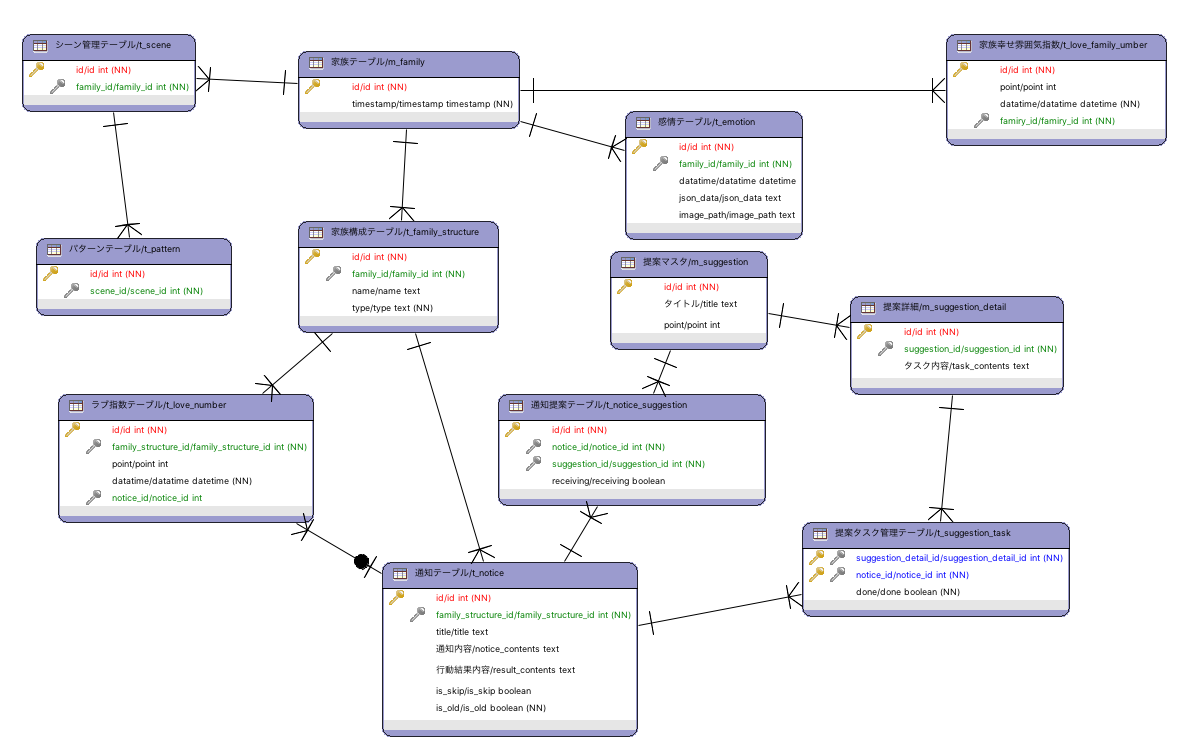 シーン管理テーブル/t_scene
id/id int (NN)
family_id/family_id int (NN)
家族テーブル/m_family
id/id int (NN)
timestamp/timestamp timestamp (NN)
家族幸せ雰囲気指数/t_love_family_umber
id/id int (NN)
point/point int
datatime/datatime datetime (NN)
famiry_id/famiry_id int (NN)
感情テーブル/t_emotion
id/id int (NN)
family_id/family_id int (NN)
datatime/datatime datetime
json_data/json_data text
image_path/image_path text
パターンテーブル/t_pattern
id/id int (NN)
scene_id/scene_id int (NN)
家族構成テーブル/t_family_structure
id/id int (NN)
family_id/family_id int (NN)
name/name text
type/type text (NN)
提案マスタ/m_suggestion
id/id int (NN)
タイトル/title text
point/point int
提案詳細/m_suggestion_detail
id/id int (NN)
suggestion_id/suggestion_id int (NN)
タスク内容/task_contents text
ラブ指数テーブル/t_love_number
id/id int (NN)
family_structure_id/family_structure_id int (NN)
point/point int
datatime/datatime datetime (NN)
notice_id/notice_id int
通知提案テーブル/t_notice_suggestion
id/id int (NN)
notice_id/notice_id int (NN)
suggestion_id/suggestion_id int (NN)
receiving/receiving boolean
提案タスク管理テーブル/t_suggestion_task
suggestion_detail_id/suggestion_detail_id int (NN)
notice_id/notice_id int (NN)
done/done boolean (NN)
通知テーブル/t_notice
id/id int (NN)
family_structure_id/family_structure_id int (NN)
title/title text
通知内容/notice_contents text
行動結果内容/result_contents text
is_skip/is_skip boolean
is_old/is_old boolean (NN)